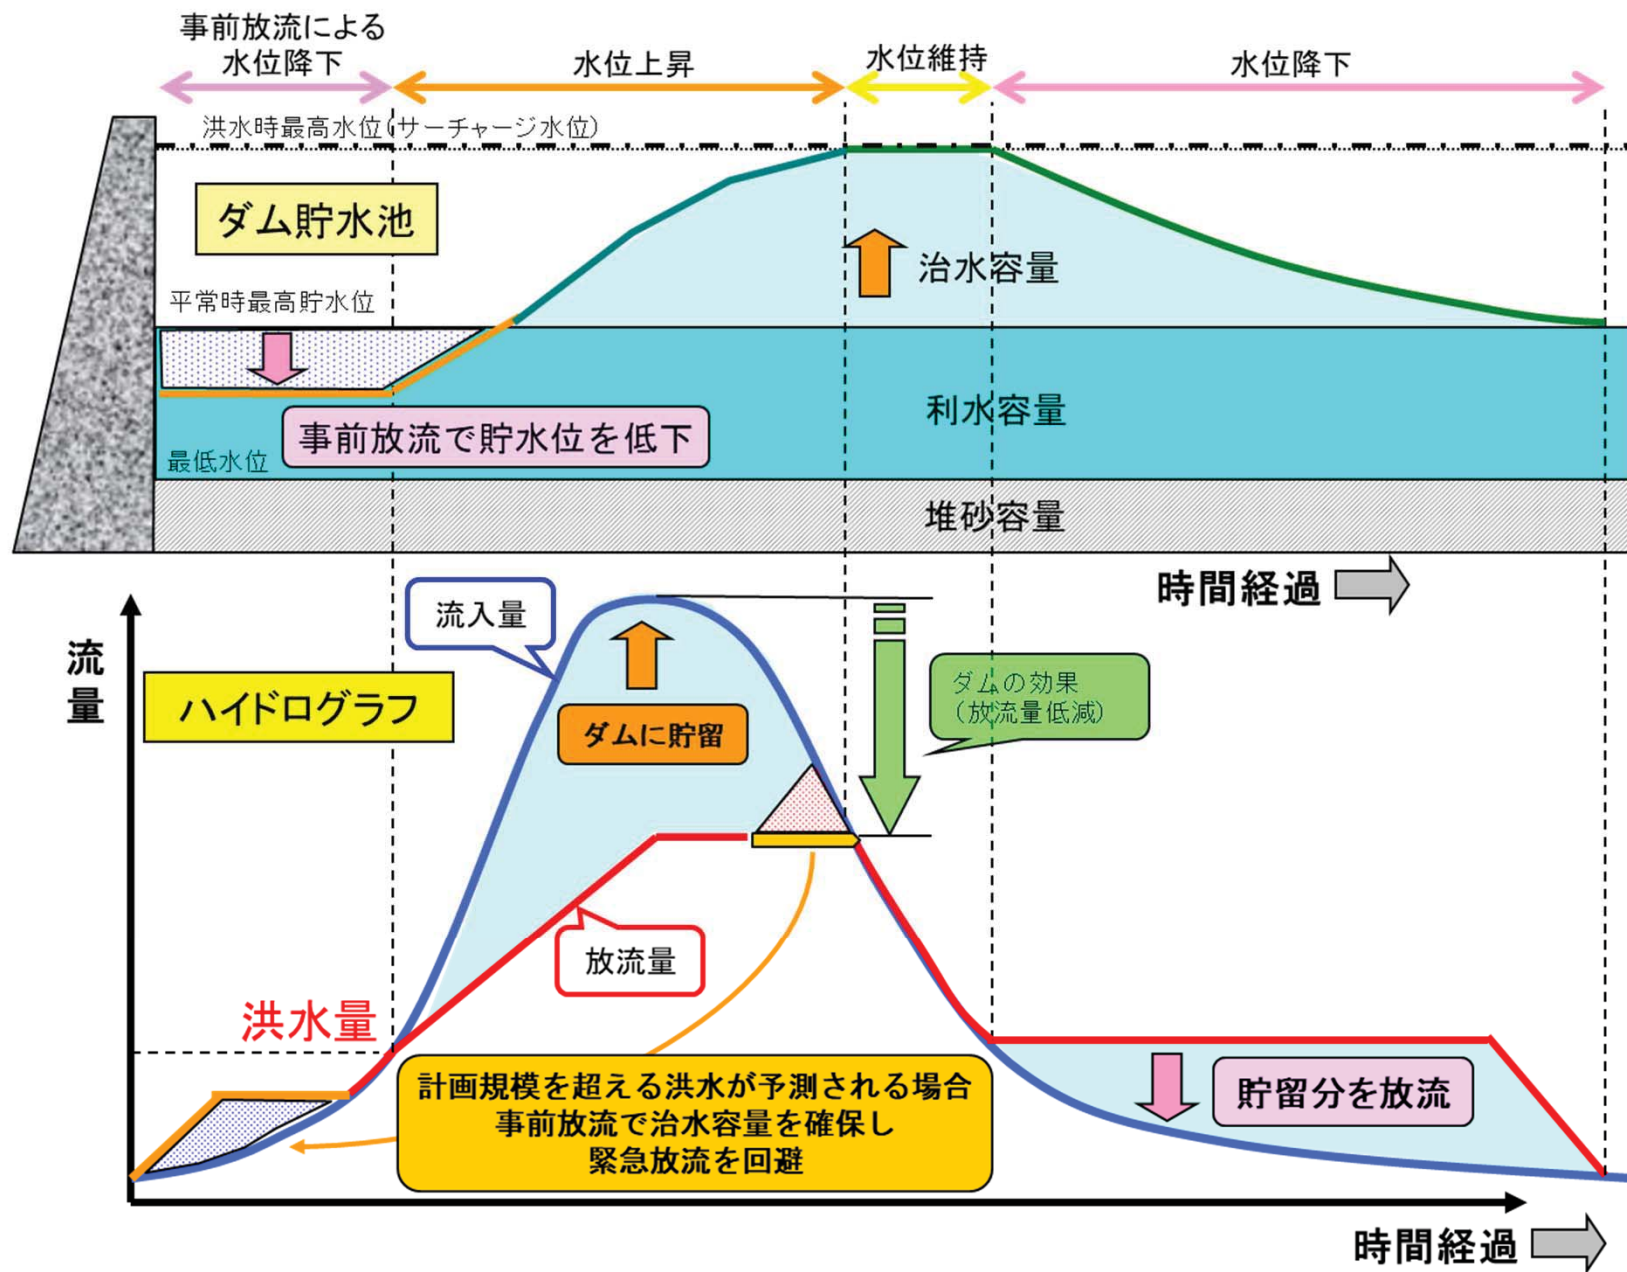 事前放流による
水位降下
水位上昇
水位維持
水位降下
洪水時最高水位(サーチャージ水位)
ダム貯水池
治水容量
平常時最高貯水位
利水容量
事前放流で貯水位を低下
最低水位
堆砂容量
時間経過
流量
流入量
ハイドログラフ
ダムに貯留
ダムの効果
(放流量低減)
放流量
洪水量
計画規模を超える洪水が予測される場合
事前放流で治水容量を確保し
緊急放流を回避
貯留分を放流
時間経過